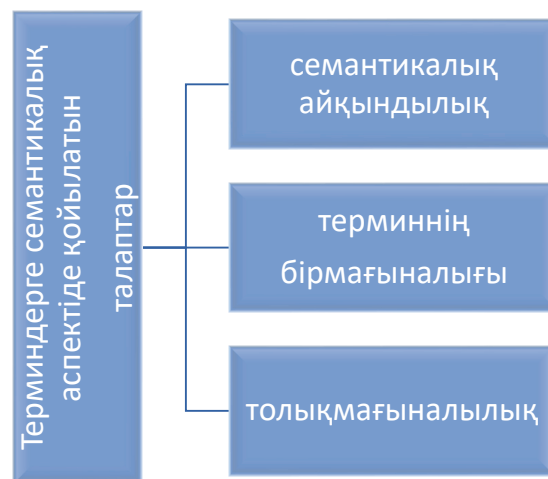 Терминдерге семантикалық
аспектіде қойылатын
талаптар
семантикалық
айқындылық
терминнің
бірмағыналығы
толықмағыналылық